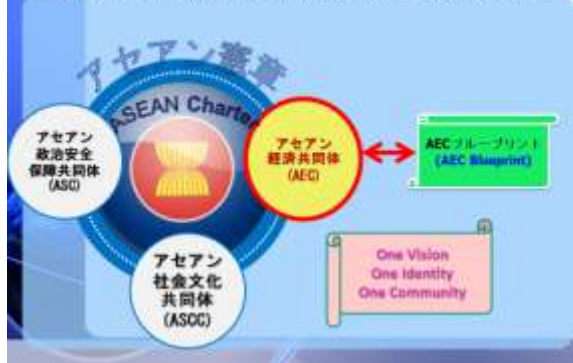 アセアン憲章
ASEAN Charter
アセアン
政治安全
保障共同体
(ASC)
アセアン
経済共同体
(AEC)
AECブループリント
(AEC Blueprint)
アセアン
社会文化
共同体
(ASCC)
One Vision
One Identity
One Community